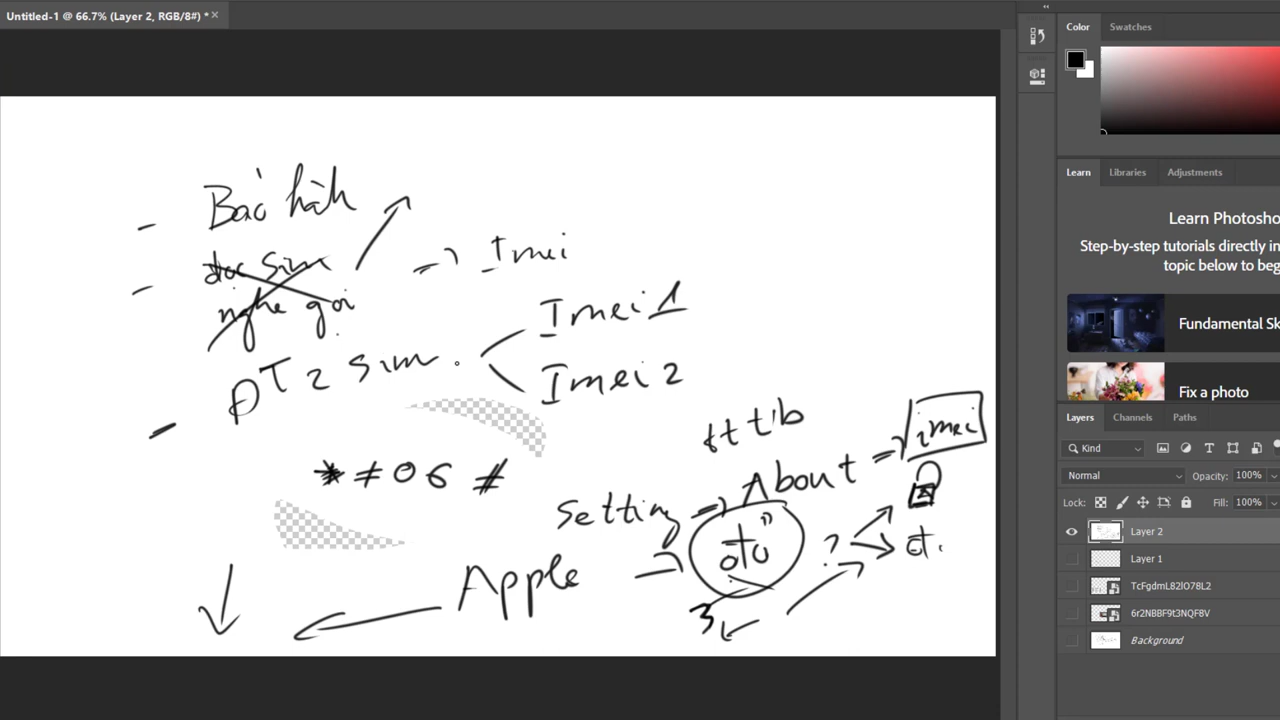 Untitled-1 @ 66.7% (Layer 2, RGB/8#) *
Color
Swatches
Learn
Libraries
Adjustments
Learn Photosho
Step-by-step tutorials directly in
topic below to beg
Fundamental Sk
Fix a photo
Layers
Channels
Paths
Kind
Normal
Opacity: 100%
Lock:
Fill: 100%
Layer 2
Layer 1
TcFgdmL82lO78L2
6r2NBBF9t3NQF8V
Background
- Bảo hành
- đọc sim => Imei
nghe gọi
- ĐT 2 sim
Imei 1
Imei 2
* # 06 #
Setting => About => imei
Apple
oto
?
3